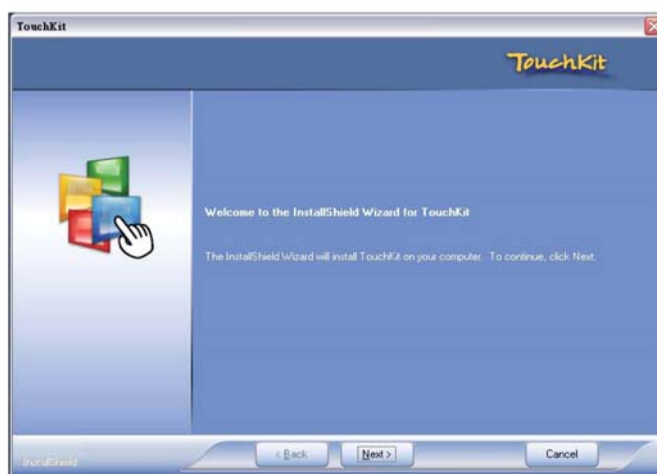 TouchKit
TouchKit
Welcome to the InstallShield Wizard for TouchKit
The InstallShield Wizard will install TouchKit on your computer. To continue, click Next.
InstallShield
< Back
Next >
Cancel